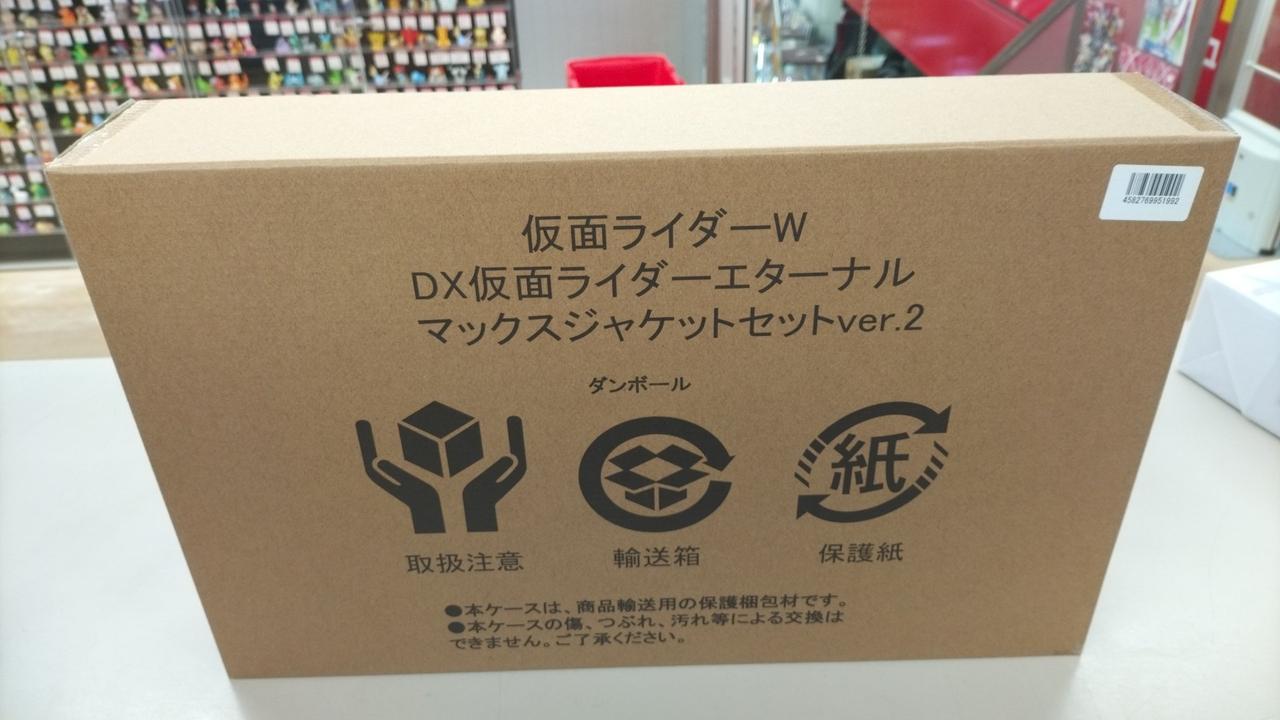 仮面ライダーW
DX仮面ライダーエターナル
マックスジャケットセットver.2
ダンボール
紙
取扱注意
輸送箱
保護紙
●本ケースは、商品輸送用の保護梱包材です。
●本ケースの傷、つぶれ、汚れ等による交換は
できません。ご了承ください。
4582769951992